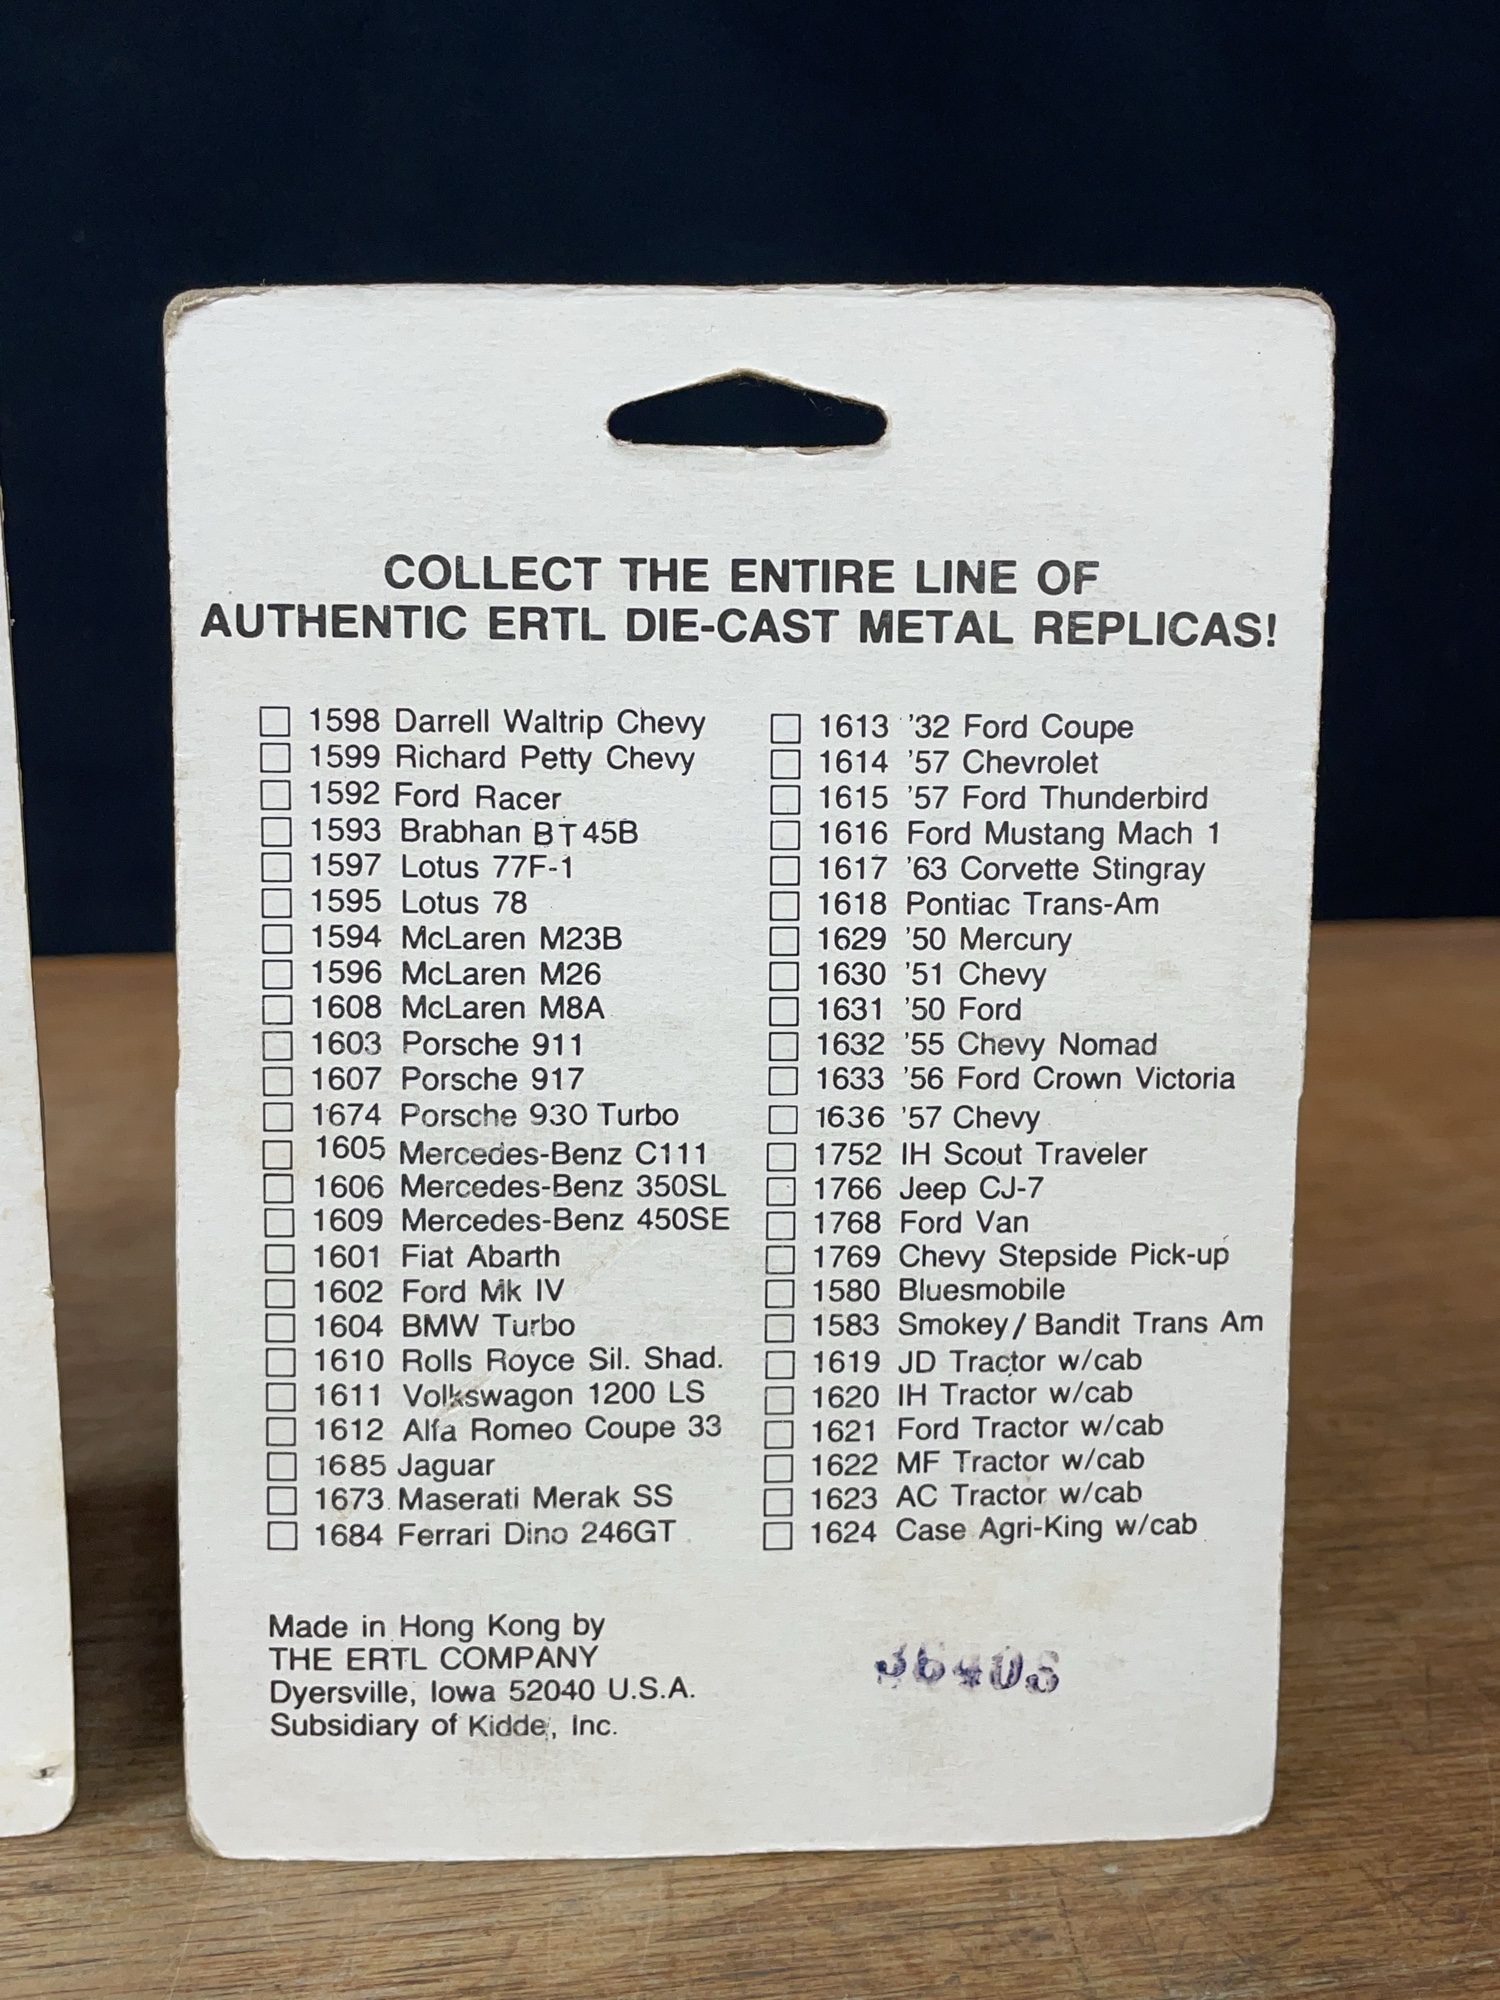 COLLECT THE ENTIRE LINE OF
AUTHENTIC ERTL DIE-CAST METAL REPLICAS!
1598 Darrell Waltrip Chevy
1599 Richard Petty Chevy
1592 Ford Racer
1593 Brabhan BT45B
1597 Lotus 77F-1
1595 Lotus 78
1594 McLaren M23B
1596 McLaren M26
1608 McLaren M8A
1603 Porsche 911
1607 Porsche 917
1674 Porsche 930 Turbo
1605 Mercedes-Benz C111
1606 Mercedes-Benz 350SL
1609 Mercedes-Benz 450SE
1601 Fiat Abarth
1602 Ford Mk IV
1604 BMW Turbo
1610 Rolls Royce Sil. Shad.
1611 Volkswagon 1200 LS
1612 Alfa Romeo Coupe 33
1685 Jaguar
1673 Maserati Merak SS
1684 Ferrari Dino 246GT
1613 '32 Ford Coupe
1614 '57 Chevrolet
1615 '57 Ford Thunderbird
1616 Ford Mustang Mach 1
1617 '63 Corvette Stingray
1618 Pontiac Trans-Am
1629 '50 Mercury
1630 '51 Chevy
1631 '50 Ford
1632 '55 Chevy Nomad
1633 '56 Ford Crown Victoria
1636 '57 Chevy
1752 IH Scout Traveler
1766 Jeep CJ-7
1768 Ford Van
1769 Chevy Stepside Pick-up
1580 Bluesmobile
1583 Smokey/Bandit Trans Am
1619 JD Tractor w/cab
1620 IH Tractor w/cab
1621 Ford Tractor w/cab
1622 MF Tractor w/cab
1623 AC Tractor w/cab
1624 Case Agri-King w/cab
Made in Hong Kong by
THE ERTL COMPANY
Dyersville, Iowa 52040 U.S.A.
Subsidiary of Kidde, Inc.